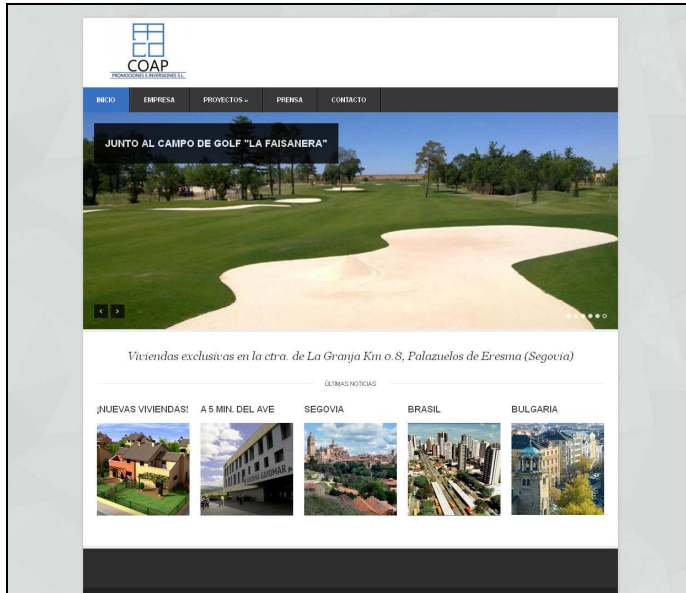 COAP
PROMOCIONES E INVERSIONES S.L.
INICIO EMPRESA PROYECTOS » PRENSA CONTACTO
JUNTO AL CAMPO DE GOLF "LA FAISANERA"
Viviendas exclusivas en la ctra. de La Granja Km 0.8, Palazuelos de Eresma (Segovia)
ÚLTIMAS NOTICIAS
¡NUEVAS VIVIENDAS! A 5 MIN. DEL AVE SEGOVIA BRASIL BULGARIA
GUIOMAR